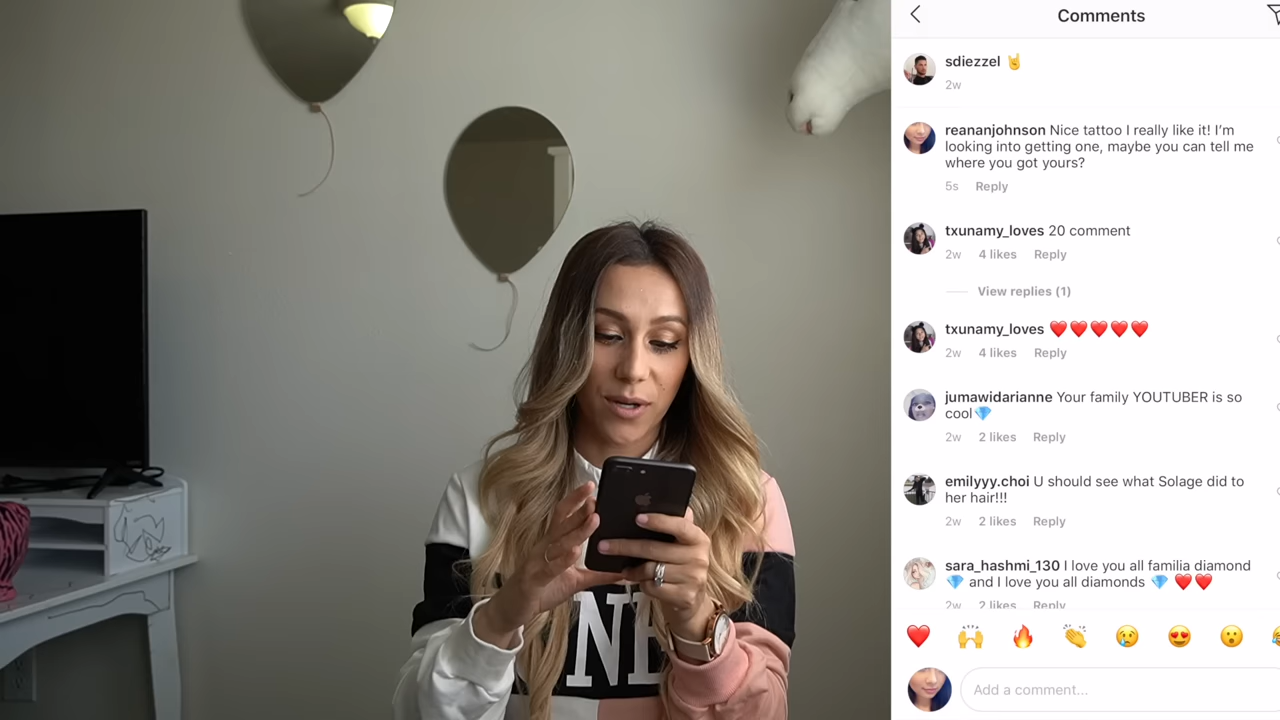 Comments
sdiezzel 🤘
2w
reananjohnson Nice tattoo I really like it! I'm
looking into getting one, maybe you can tell me
where you got yours?
5s Reply
txunamy_loves 20 comment
2w 4 likes Reply
View replies (1)
txunamy_loves ❤️❤️❤️❤️❤️
2w 4 likes Reply
jumawidarianne Your family YOUTUBER is so
cool💎
2w 2 likes Reply
emilyyy.choi U should see what Solage did to
her hair!!!
2w 2 likes Reply
sara_hashmi_130 I love you all familia diamond
💎 and I love you all diamonds 💎 ❤️❤️
2w 2 likes Reply
❤️ 🙌 🔥 👏 😢 😍 😮 😂
Add a comment...